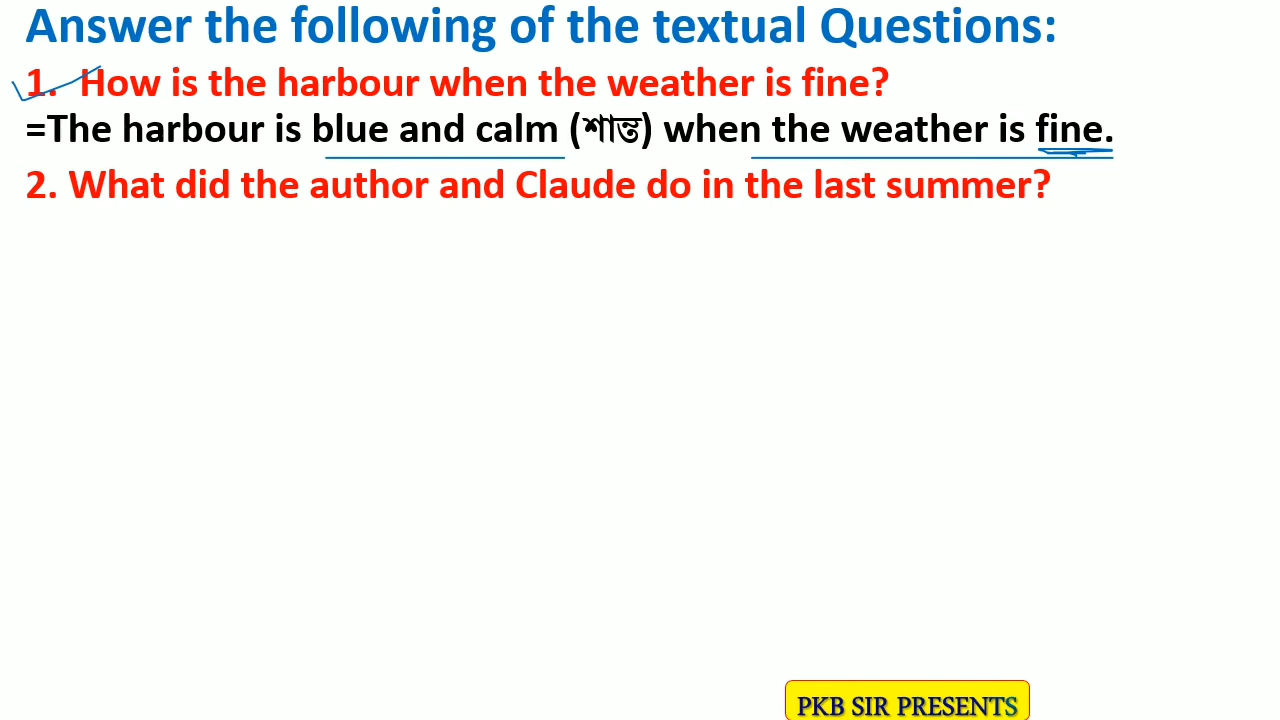 Answer the following of the textual Questions:
1. How is the harbour when the weather is fine?
=The harbour is blue and calm (শান্ত) when the weather is fine.
2. What did the author and Claude do in the last summer?
PKB SIR PRESENTS